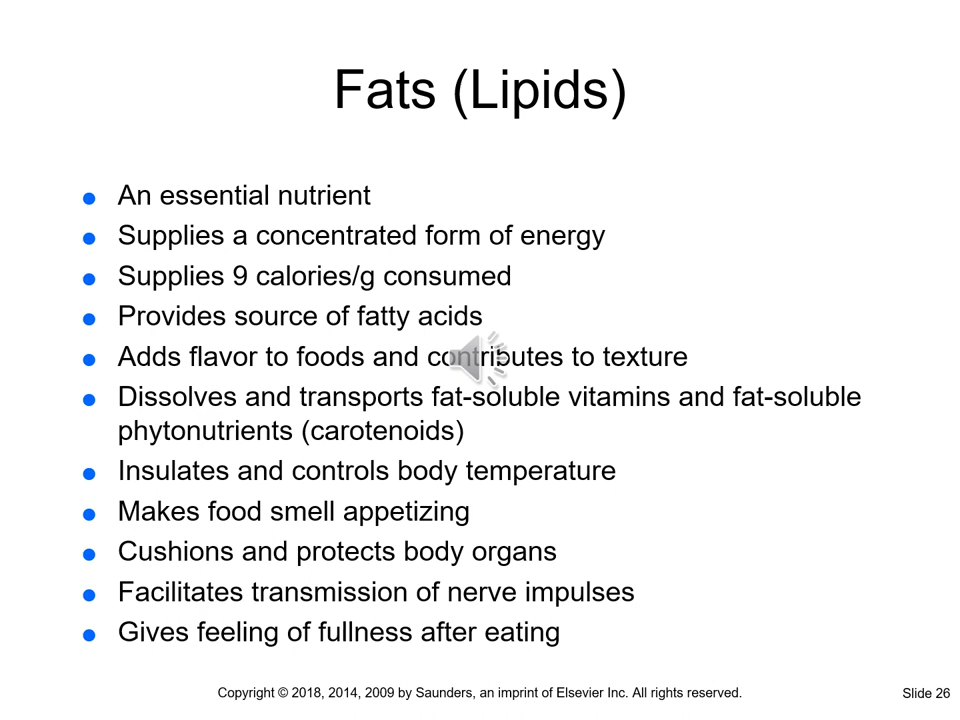 Fats (Lipids)
An essential nutrient
Supplies a concentrated form of energy
Supplies 9 calories/g consumed
Provides source of fatty acids
Adds flavor to foods and contributes to texture
Dissolves and transports fat-soluble vitamins and fat-soluble
phytonutrients (carotenoids)
Insulates and controls body temperature
Makes food smell appetizing
Cushions and protects body organs
Facilitates transmission of nerve impulses
Gives feeling of fullness after eating
Copyright © 2018, 2014, 2009 by Saunders, an imprint of Elsevier Inc. All rights reserved.
Slide 26